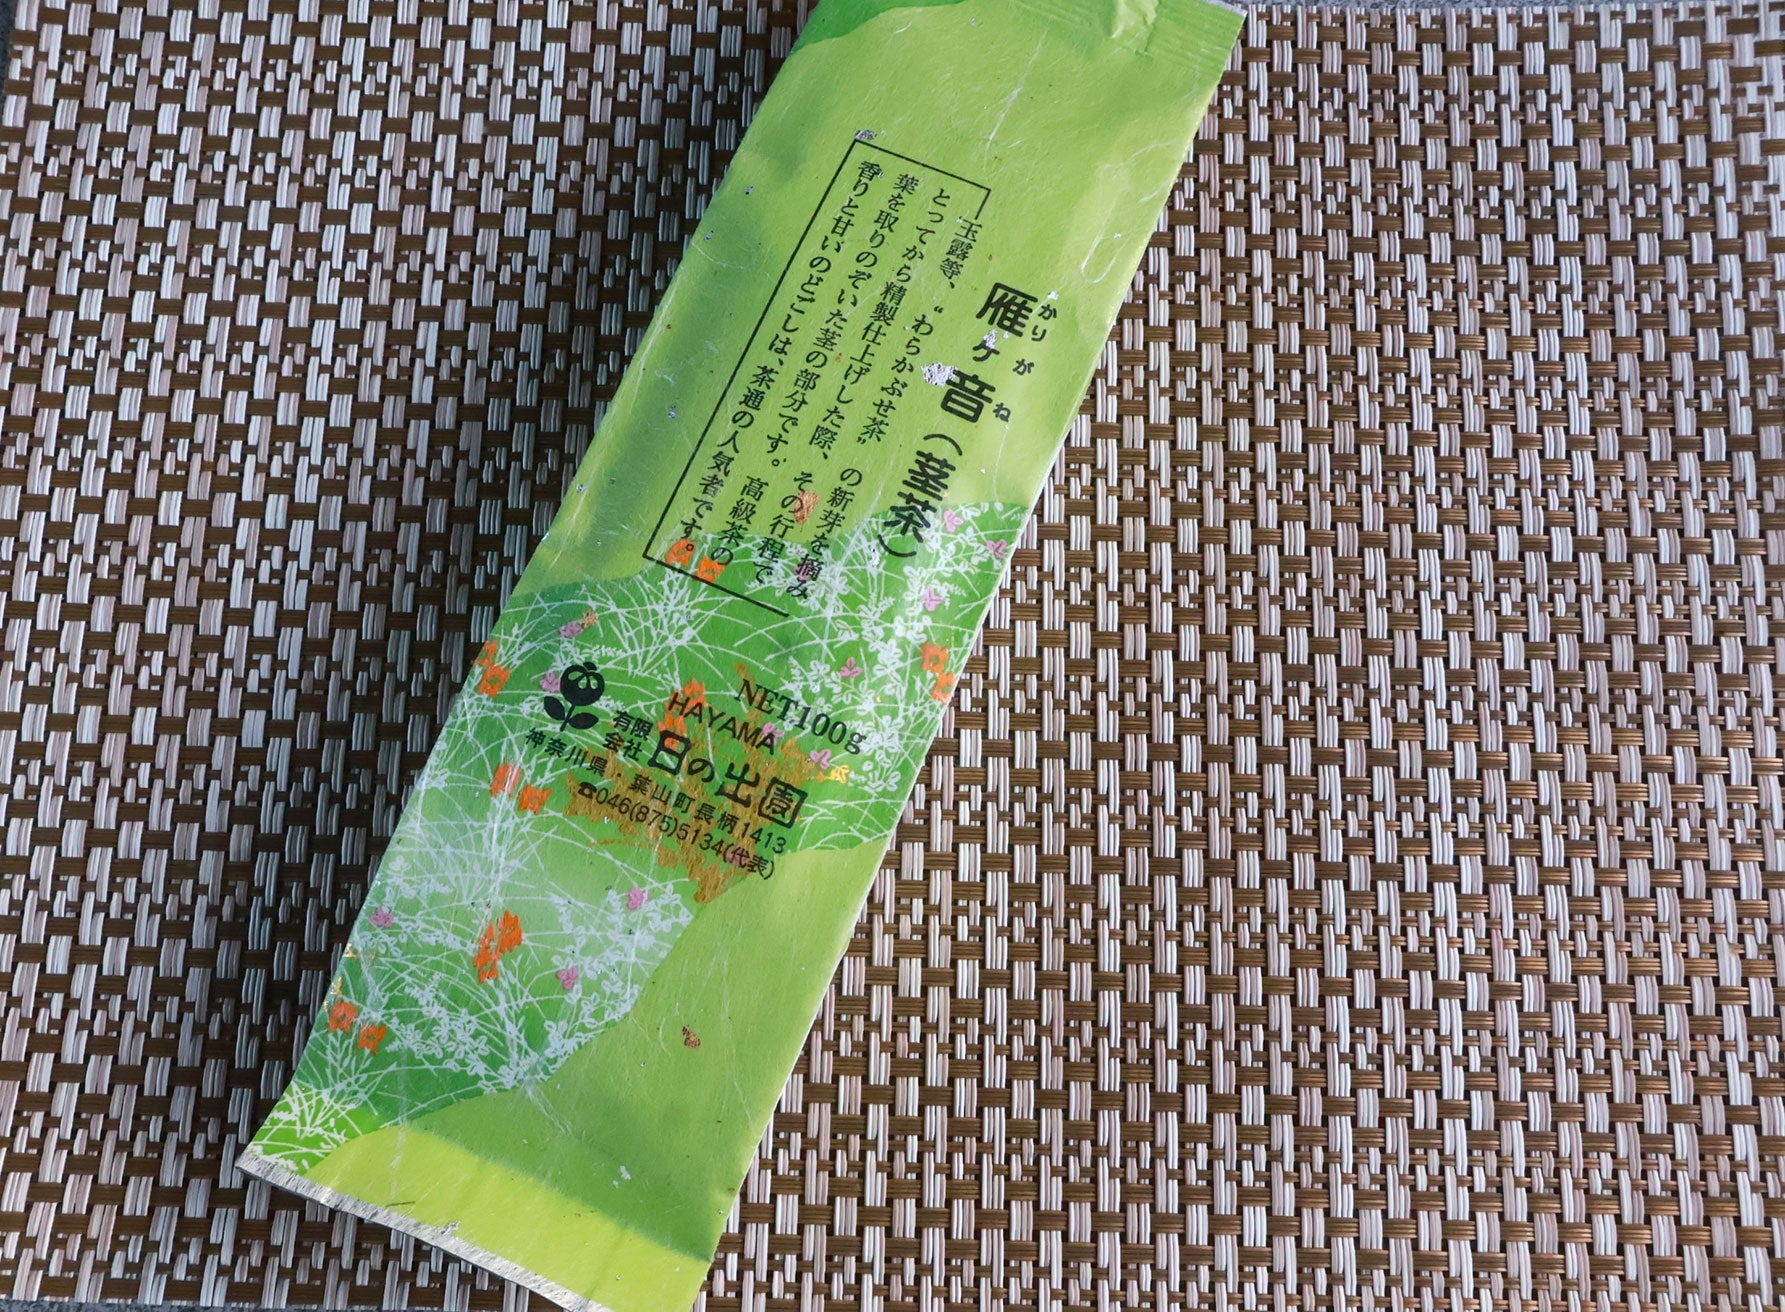 雁ヶ音(茎茶)
かりがね
玉露等、“わらかぶせ茶”の新芽を摘み
とってから精製仕上げした際、その行程で
葉を取りのぞいた茎の部分です。高級茶の
香りと甘いのどごしは、茶通の人気者です。
NET100g
HAYAMA
有限会社 日の出園
神奈川県・葉山町長柄1413
☎046(875)5134(代表)